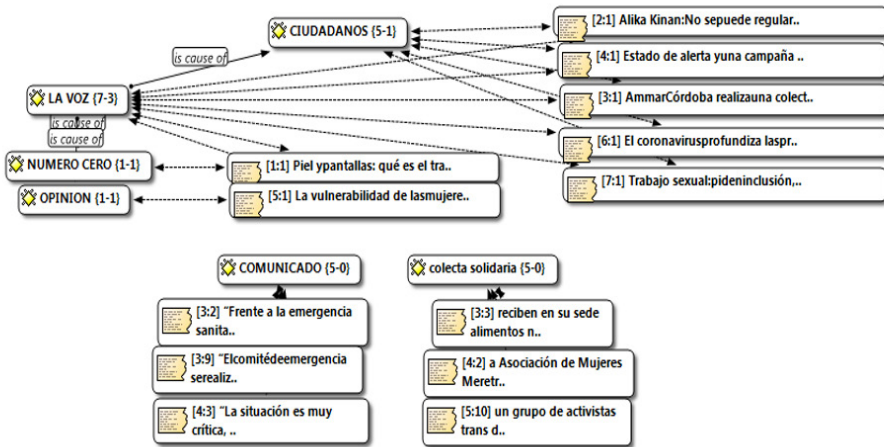 CIUDADANOS {5-1}
[2:1] Alika Kinan:No sepuede regular..
is cause of
[4:1] Estado de alerta yuna campaña ..
LA VOZ {7-3}
[3:1] AmmarCórdoba realizauna colect..
is cause of
is cause of
[6:1] El coronavirusprofundiza laspr..
NUMERO CERO {1-1}
[1:1] Piel ypantallas: qué es el tra..
[7:1] Trabajo sexual:pideninclusión,..
OPINION {1-1}
[5:1] La vulnerabilidad de lasmujere..
COMUNICADO {5-0}
colecta solidaria {5-0}
[3:2] "Frente a la emergencia
sanita..
[3:9] "Elcomitédeemergencia
serealiz..
[4:3] "La situación es muy
crítica, ..
[3:3] reciben en su sede
alimentos n..
[4:2] a Asociación de Mujeres
Meretr..
[5:10] un grupo de activistas
trans d..